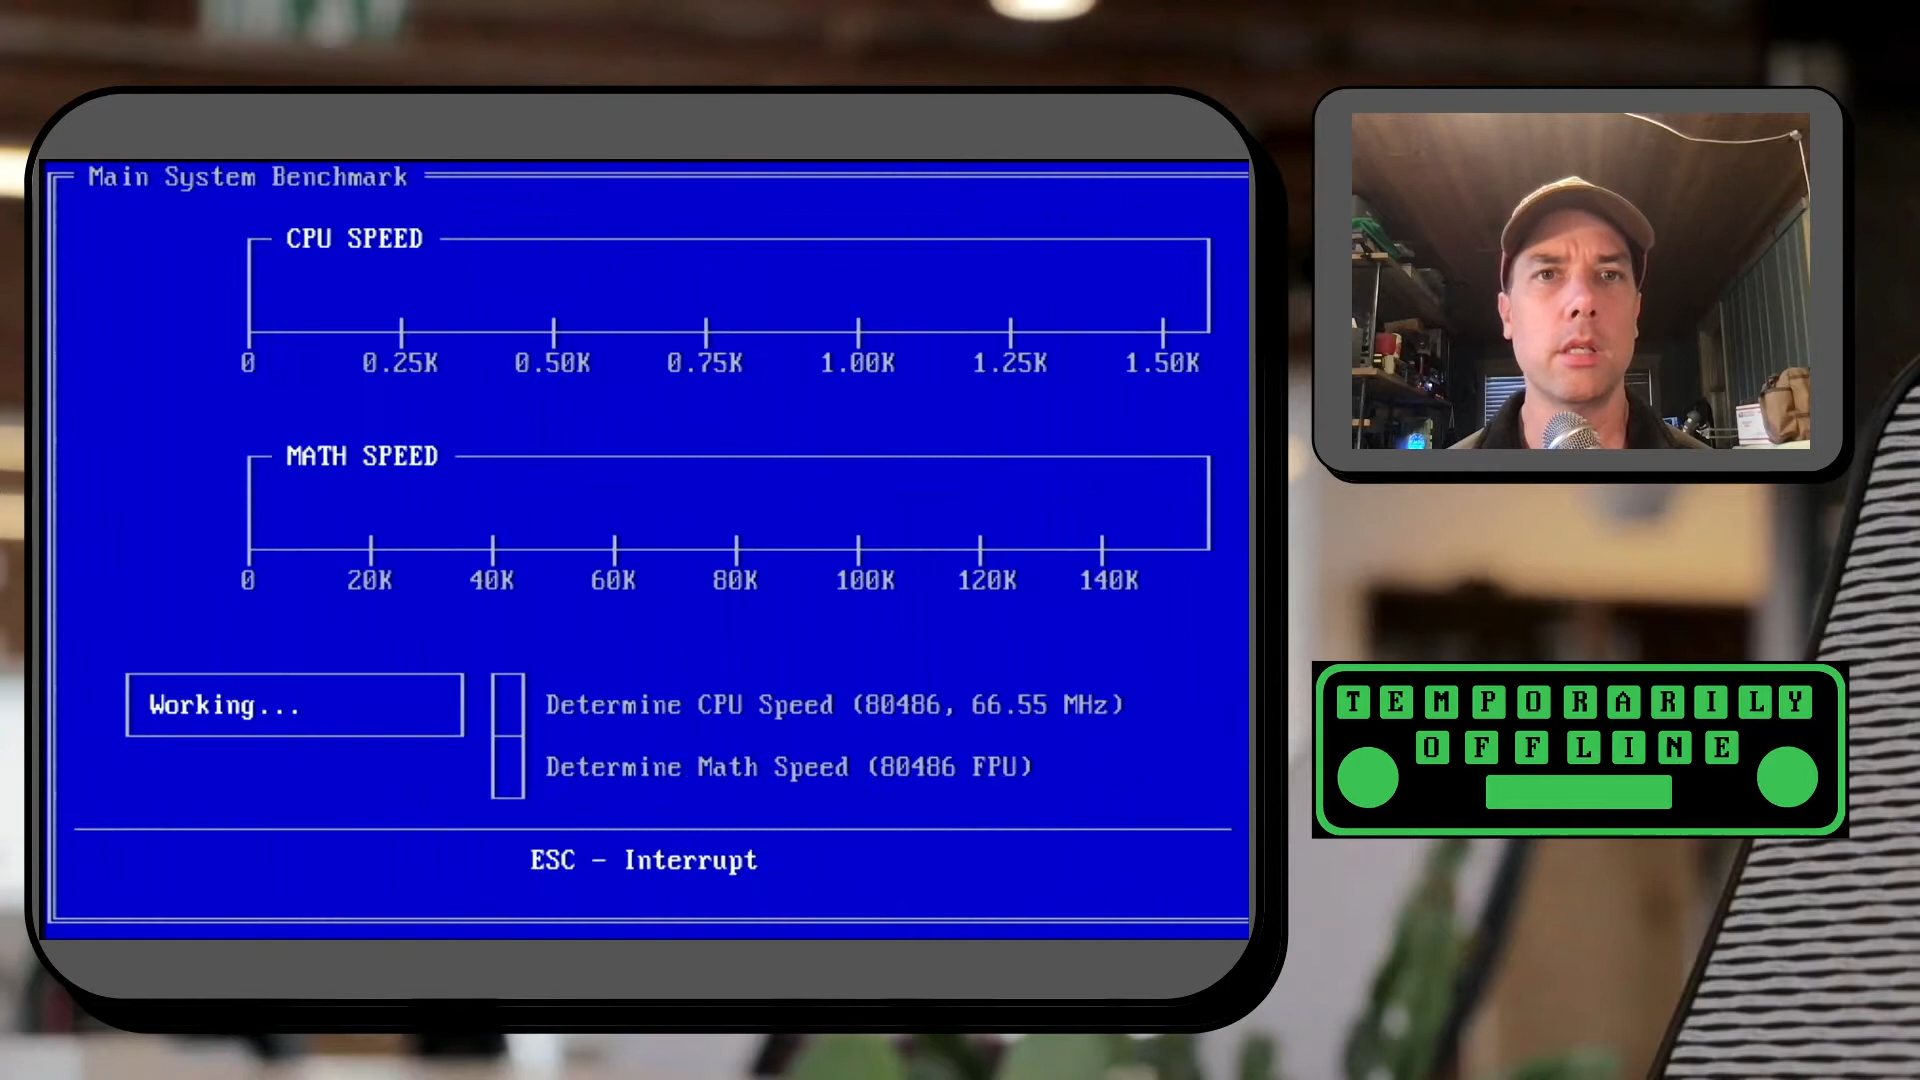 Main System Benchmark
CPU SPEED
0 0.25K 0.50K 0.75K 1.00K 1.25K 1.50K
MATH SPEED
0 20K 40K 60K 80K 100K 120K 140K
Working...
Determine CPU Speed (80486, 66.55 MHz)
Determine Math Speed (80486 FPU)
ESC - Interrupt
TEMPORARILY
OFFLINE